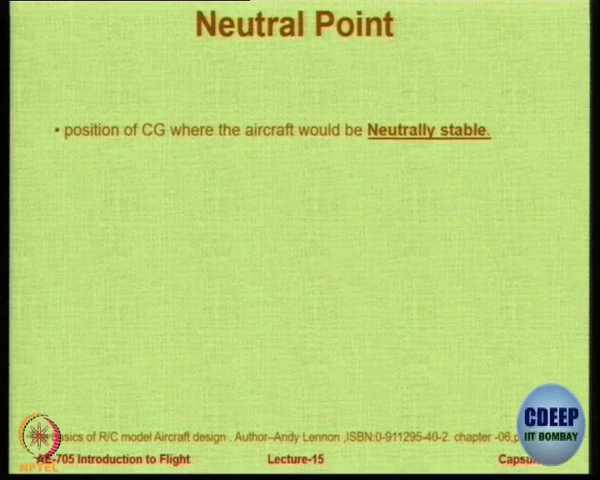 Neutral Point
• position of CG where the aircraft would be Neutrally stable.
basics of R/C model Aircraft design . Author–Andy Lennon ,ISBN:0-911295-40-2. chapter -06,p
CDEEP
IIT BOMBAY
AE-705 Introduction to Flight
Lecture-15
NPTEL